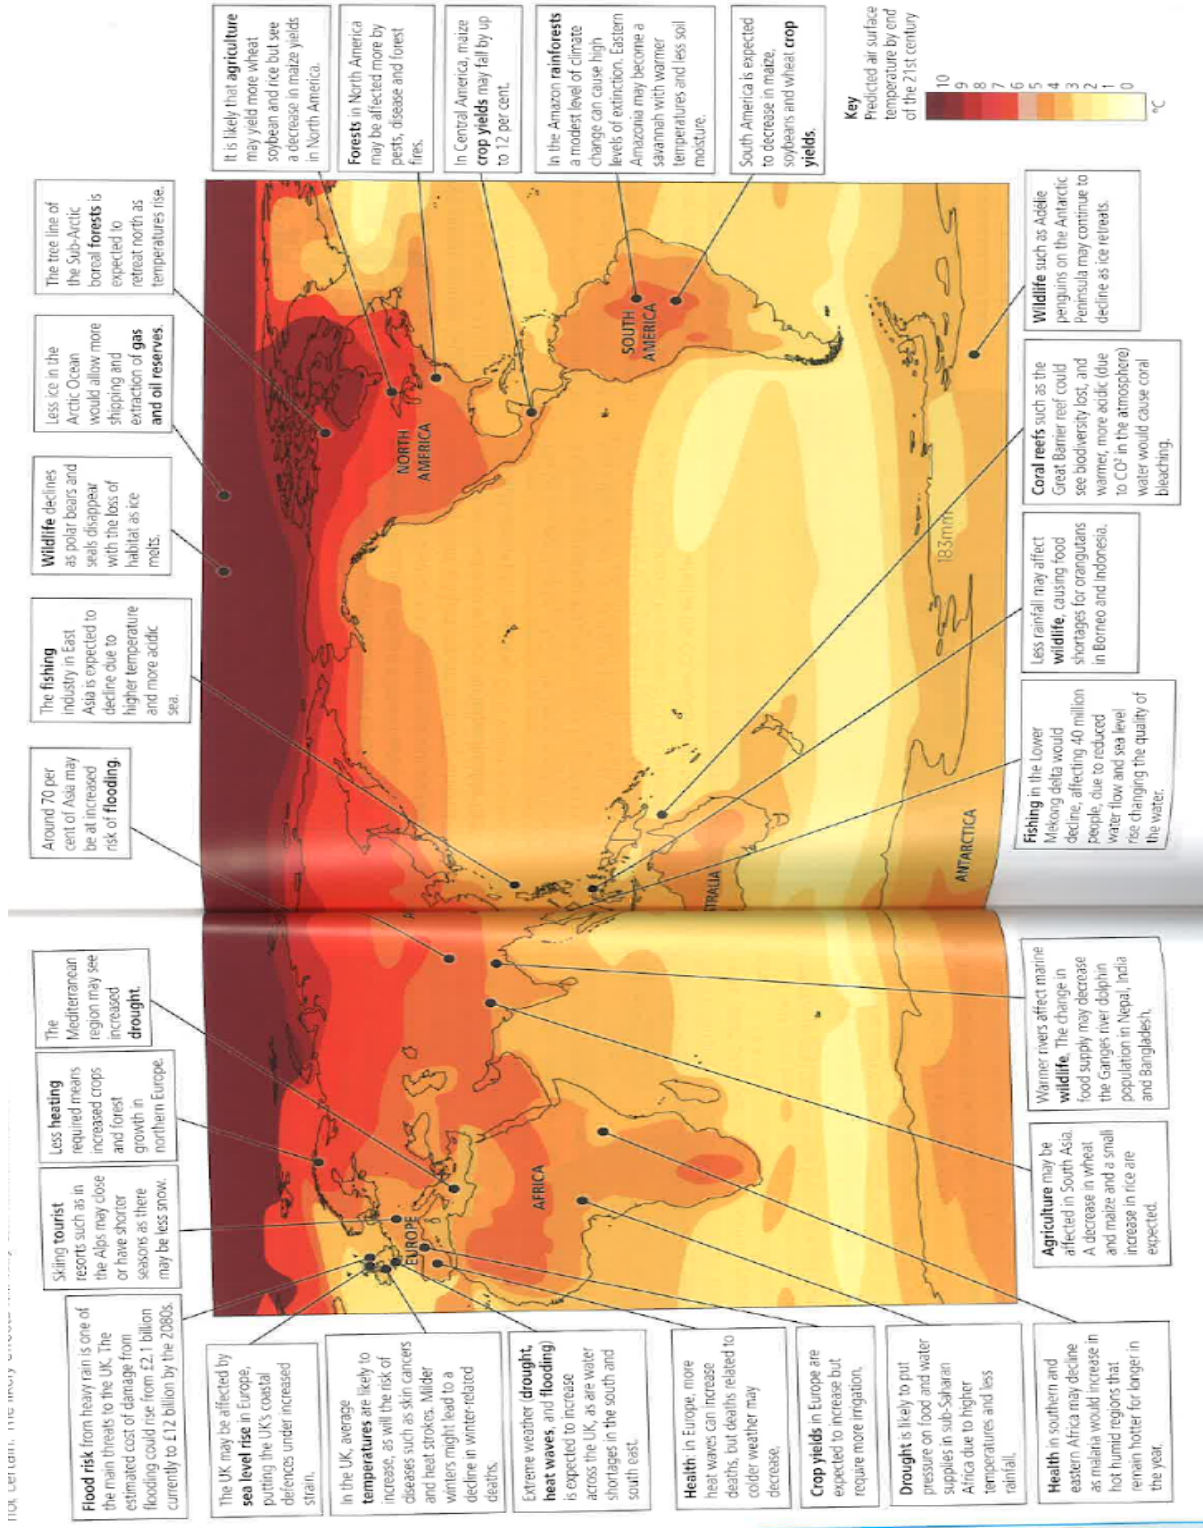 Flood risk from heavy rain is one of
the main threats to the UK. The
estimated cost of damage from
flooding could rise from £2.1 billion
currently to £12 billion by the 2080s.
Skiing tourist
resorts such as in
the Alps may close
or have shorter
seasons as there
may be less snow.
Less heating
required means
increased crops
and forest
growth in
northern Europe.
The
Mediterranean
region may see
increased
drought.
Around 70 per
cent of Asia may
be at increased
risk of flooding.
The fishing
industry in East
Asia is expected to
decline due to
higher temperature
and more acidic
sea.
Wildlife declines
as polar bears and
seals disappear
with the loss of
habitat as ice
melts.
Less ice in the
Arctic Ocean
would allow more
shipping and
extraction of gas
and oil reserves.
The tree line of
the Sub-Arctic
boreal forests is
expected to
retreat north as
temperatures rise.
The UK may be affected by
sea level rise in Europe,
putting the UK's coastal
defences under increased
strain.
In the UK, average
temperatures are likely to
increase, as will the risk of
diseases such as skin cancers
and heat strokes. Milder
winters might lead to a
decline in winter-related
deaths.
Extreme weather (drought,
heat waves, and flooding)
is expected to increase
across the UK, as are water
shortages in the south and
south east.
Health in Europe, more
heat waves can increase
deaths, but deaths related to
colder weather may
decrease.
Crop yields in Europe are
expected to increase but
require more irrigation.
Drought is likely to put
pressure on food and water
supplies in sub-Saharan
Africa due to higher
temperatures and less
rainfall.
Health in southern and
eastern Africa may decline
as malaria would increase in
hot humid regions that
remain hotter for longer in
the year.
EUROPE
AFRICA
TRALIA
ANTARCTICA
NORTH
AMERICA
SOUTH
AMERICA
183mm
It is likely that agriculture
may yield more wheat
soybean and rice but see
a decrease in maize yields
in North America.
Forests in North America
may be affected more by
pests, disease and forest
fires.
In Central America, maize
crop yields may fall by up
to 12 per cent.
In the Amazon rainforests
a modest level of climate
change can cause high
levels of extinction. Eastern
Amazonia may become a
savannah with warmer
temperatures and less soil
moisture.
South America is expected
to decrease in maize,
soybeans and wheat crop
yields.
Key
Predicted air surface
temperature by end
of the 21st century
10
9
8
7
6
5
4
3
2
1
0
°C
Agriculture may be
affected in South Asia.
A decrease in wheat
and maize and a small
increase in rice are
expected.
Warmer rivers affect marine
wildlife. The change in
food supply may decrease
the Ganges river dolphin
population in Nepal, India
and Bangladesh.
Fishing in the Lower
Mekong delta would
decline, affecting 40 million
people, due to reduced
water flow and sea level
rise changing the quality of
the water.
Less rainfall may affect
wildlife, causing food
shortages for orangutans
in Borneo and Indonesia.
Coral reefs such as the
Great Barrier reef could
see biodiversity lost, and
warmer, more acidic (due
to CO² in the atmosphere)
water would cause coral
bleaching.
Wildlife such as Adélie
penguins on the Antarctic
Peninsula may continue to
decline as ice retreats.